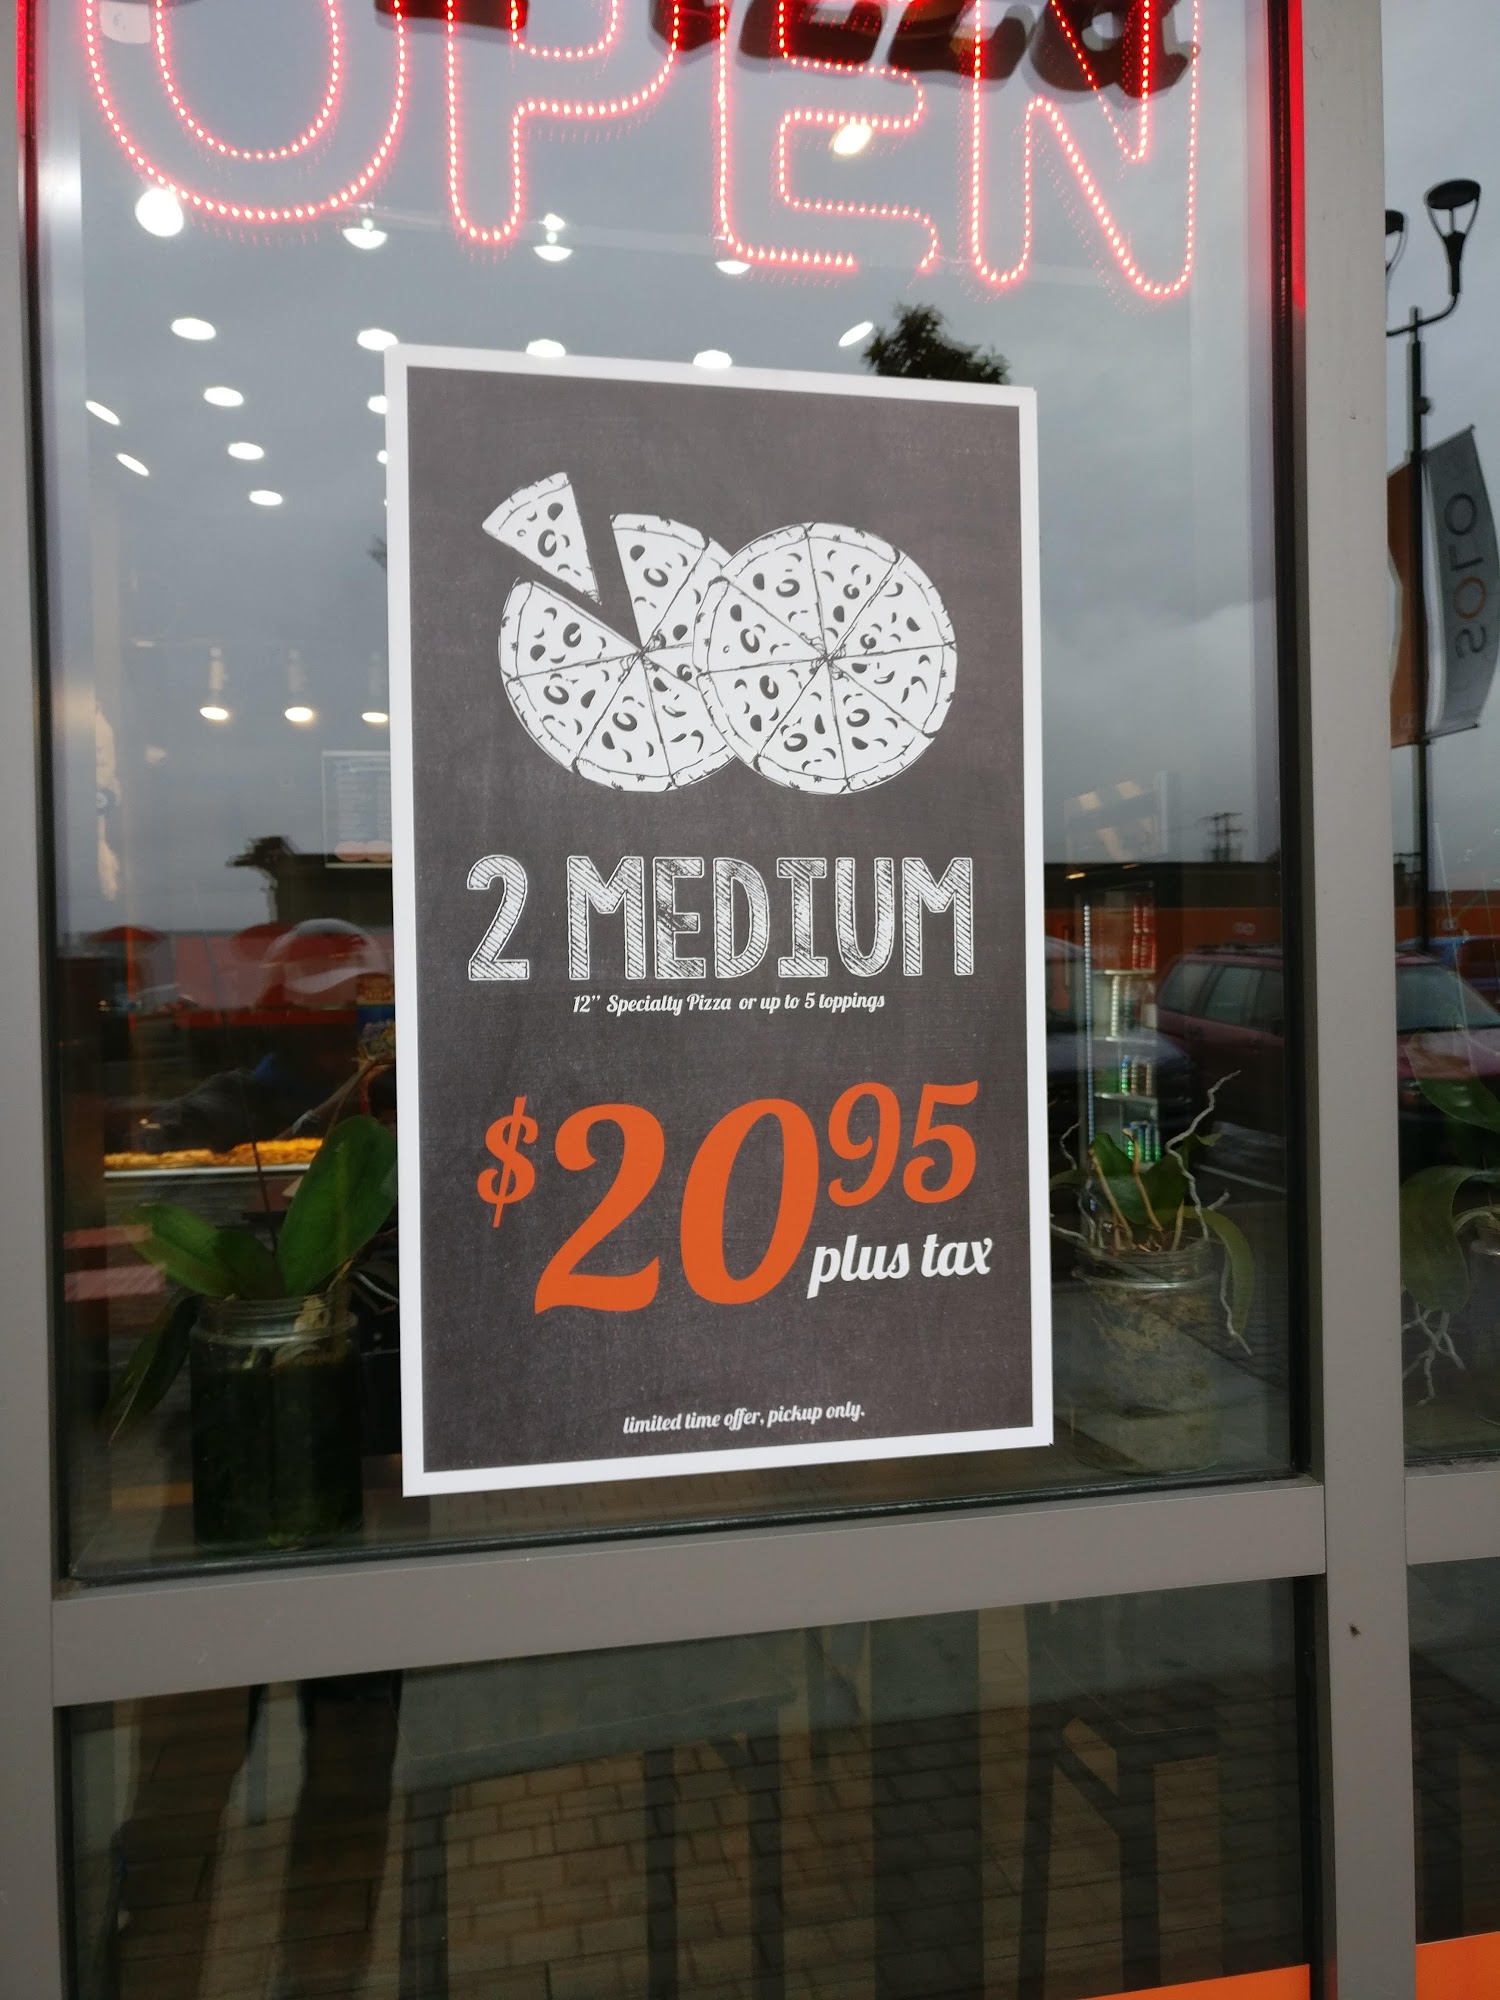 OPEN
2 MEDIUM
12" Specialty Pizza or up to 5 toppings
$20 95
plus tax
limited time offer, pickup only.
SOLO